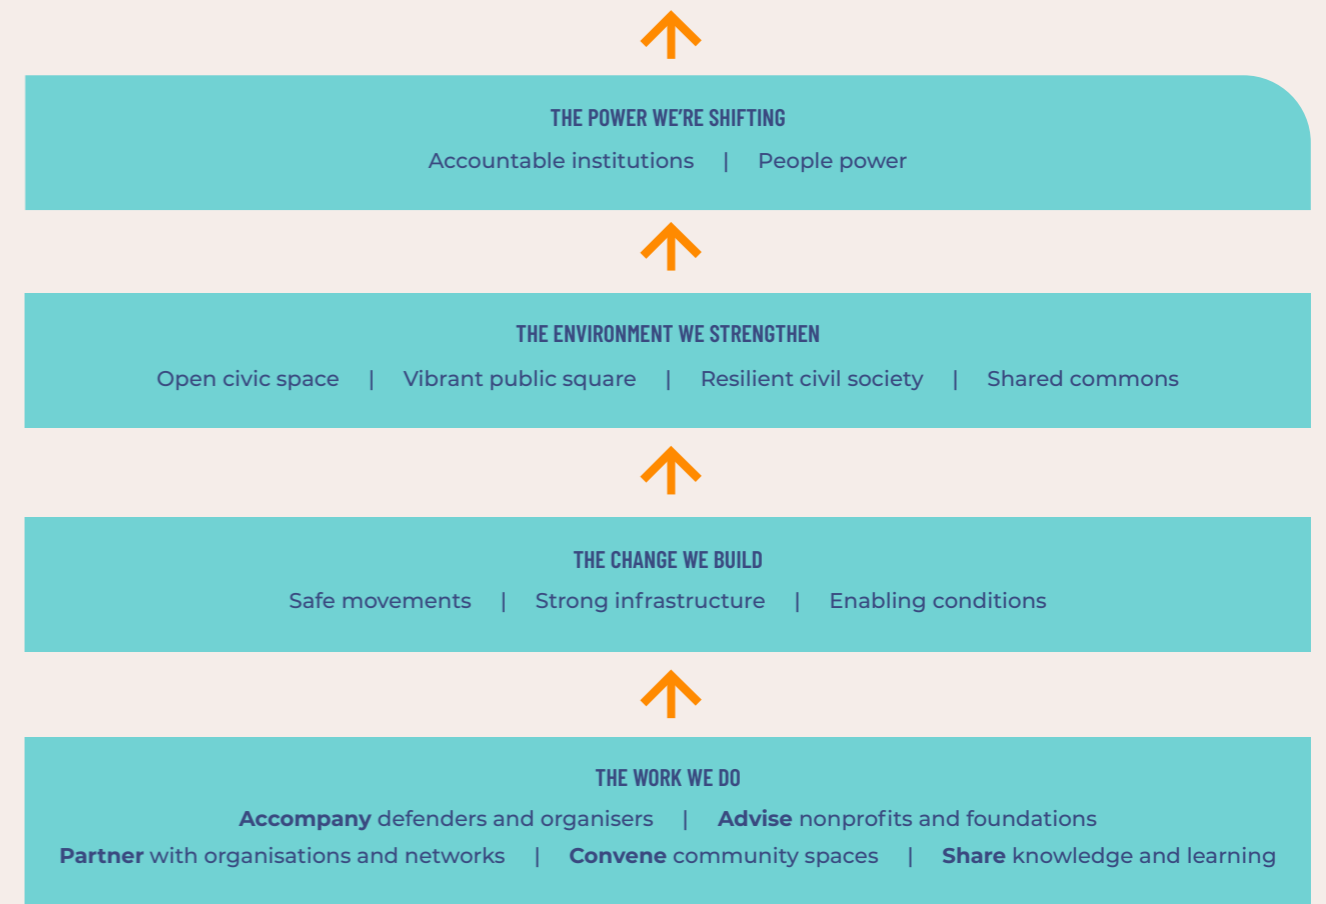 THE POWER WE'RE SHIFTING
Accountable institutions | People power
THE ENVIRONMENT WE STRENGTHEN
Open civic space | Vibrant public square | Resilient civil society | Shared commons
THE CHANGE WE BUILD
Safe movements | Strong infrastructure | Enabling conditions
THE WORK WE DO
Accompany defenders and organisers | Advise nonprofits and foundations
Partner with organisations and networks | Convene community spaces | Share knowledge and learning